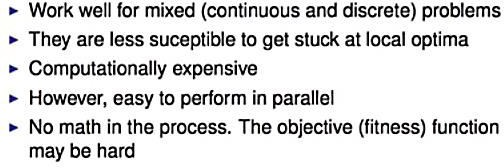 ► Work well for mixed (continuous and discrete) problems
► They are less suceptible to get stuck at local optima
► Computationally expensive
► However, easy to perform in parallel
► No math in the process. The objective (fitness) function
may be hard